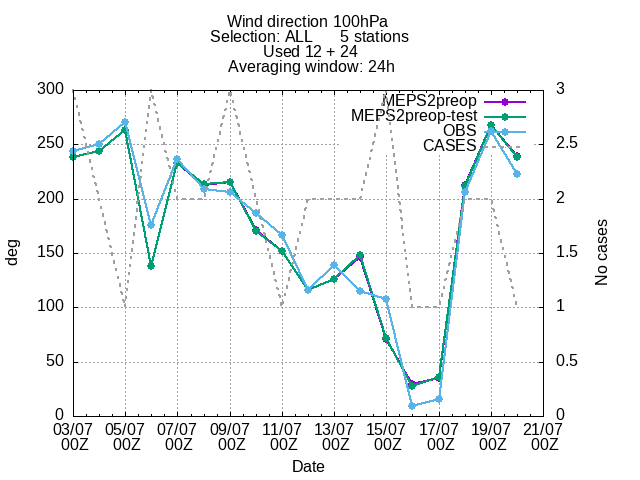 Wind direction 100hPa
Selection: ALL 5 stations
Used 12 + 24
Averaging window: 24h
300
250
200
150
100
50
0
deg
3
2.5
2
1.5
1
0.5
0
No cases
MEPS2preop
MEPS2preop-test
OBS
CASES
03/07 05/07 07/07 09/07 11/07 13/07 15/07 17/07 19/07 21/07
00Z 00Z 00Z 00Z 00Z 00Z 00Z 00Z 00Z 00Z
Date